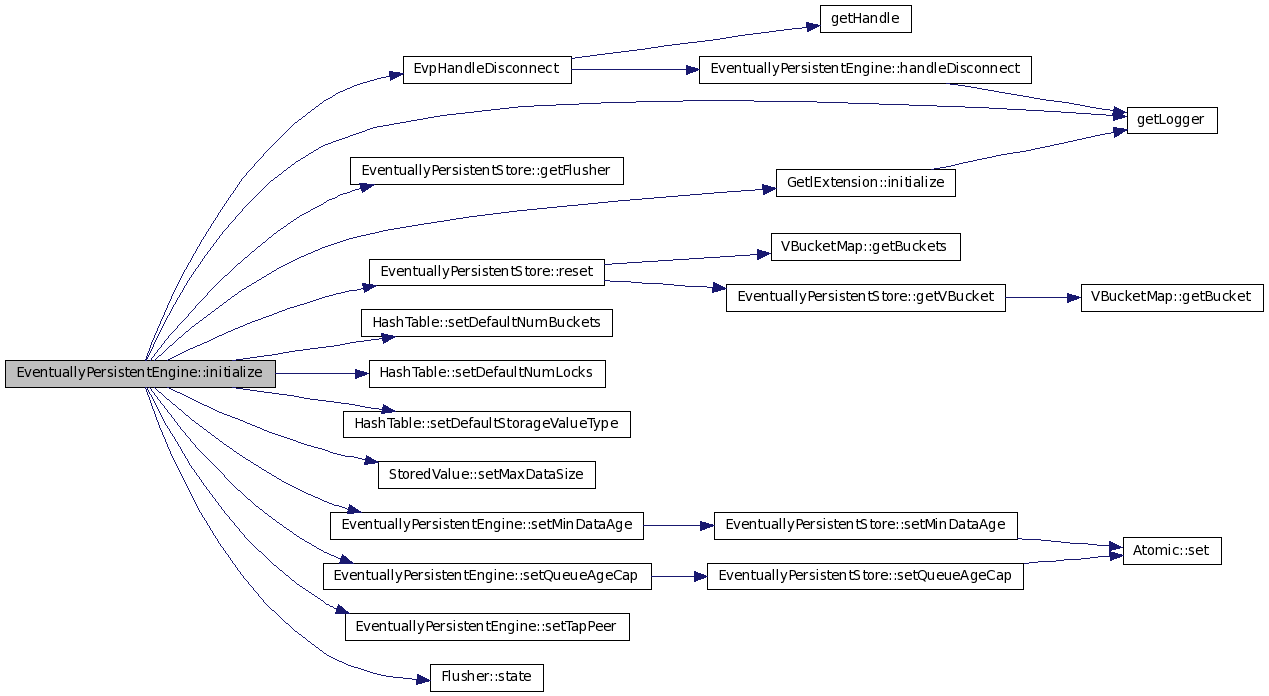 getHandle
EvpHandleDisconnect
EventuallyPersistentEngine::handleDisconnect
getLogger
EventuallyPersistentStore::getFlusher
GetlExtension::initialize
VBucketMap::getBuckets
EventuallyPersistentStore::reset
EventuallyPersistentStore::getVBucket
VBucketMap::getBucket
HashTable::setDefaultNumBuckets
EventuallyPersistentEngine::initialize
HashTable::setDefaultNumLocks
HashTable::setDefaultStorageValueType
StoredValue::setMaxDataSize
EventuallyPersistentEngine::setMinDataAge
EventuallyPersistentStore::setMinDataAge
Atomic::set
EventuallyPersistentEngine::setQueueAgeCap
EventuallyPersistentStore::setQueueAgeCap
EventuallyPersistentEngine::setTapPeer
Flusher::state